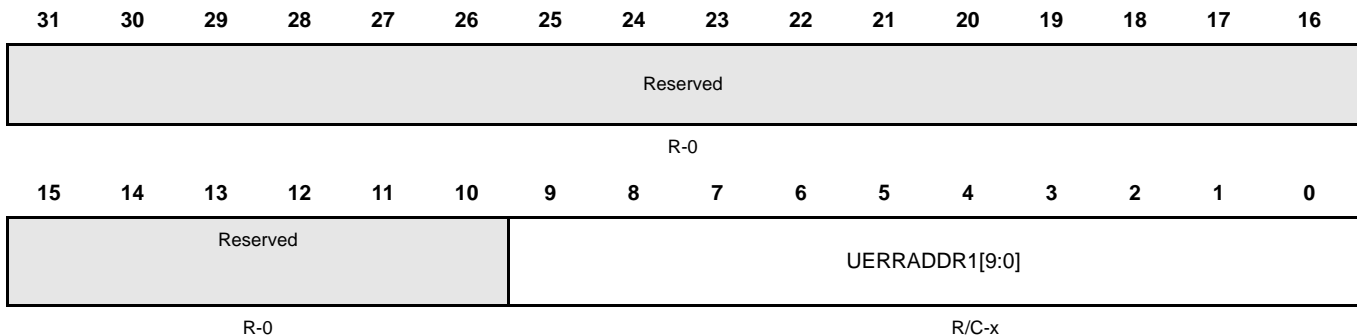 31 30 29 28 27 26 25 24 23 22 21 20 19 18 17 16
Reserved
R-0
15 14 13 12 11 10 9 8 7 6 5 4 3 2 1 0
Reserved UERRADDR1[9:0]
R-0 R/C-x